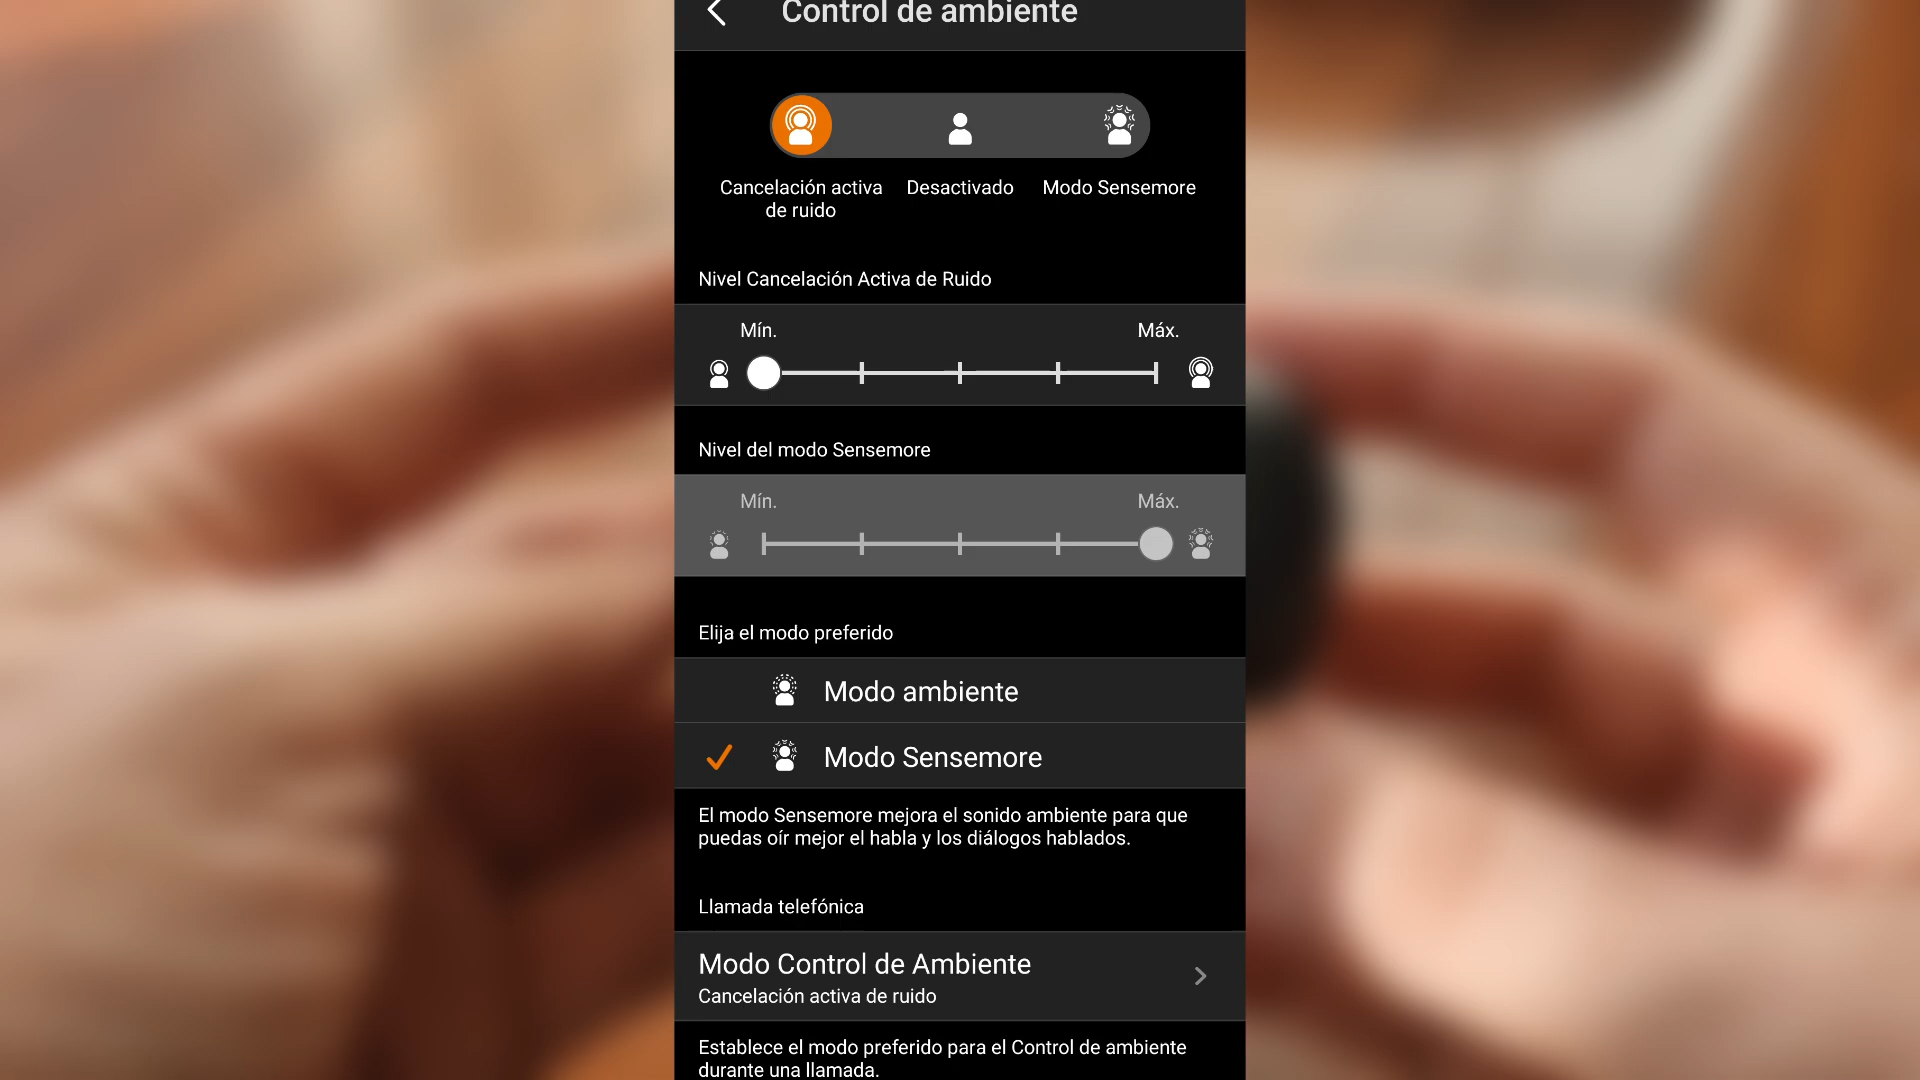 Control de ambiente
Cancelación activa
de ruido
Desactivado
Modo Sensemore
Nivel Cancelación Activa de Ruido
Mín.
Máx.
Nivel del modo Sensemore
Mín.
Máx.
Elija el modo preferido
Modo ambiente
Modo Sensemore
El modo Sensemore mejora el sonido ambiente para que
puedas oír mejor el habla y los diálogos hablados.
Llamada telefónica
Modo Control de Ambiente
Cancelación activa de ruido
Establece el modo preferido para el Control de ambiente
durante una llamada.